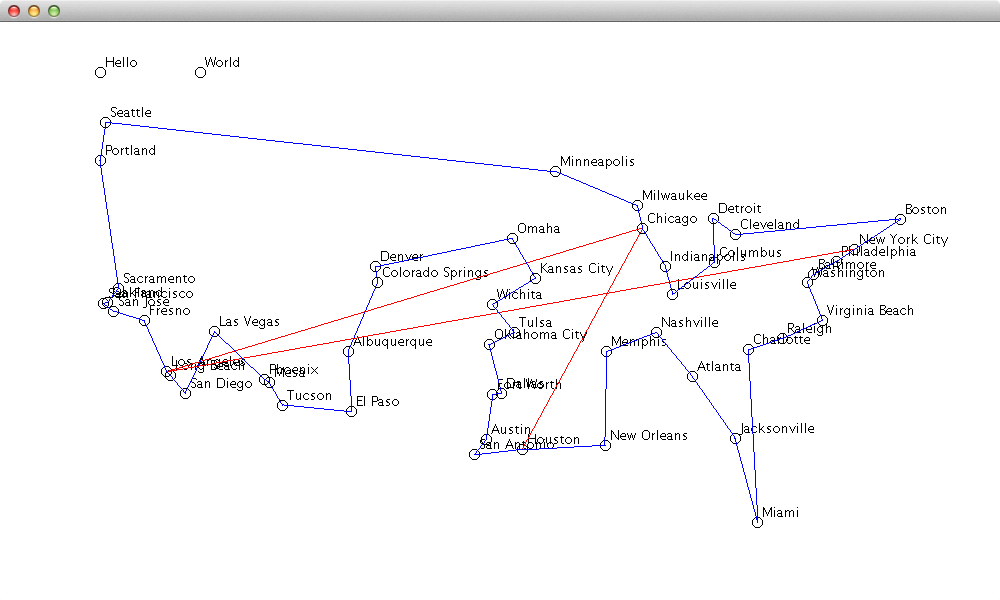 Hello
World
Seattle
Portland
Minneapolis
Milwaukee
Chicago
Detroit
Cleveland
Boston
Omaha
New York City
Philadelphia
Columbus
Indianapolis
Denver
Colorado Springs
Kansas City
Baltimore
Washington
Sacramento
Oakland
San Francisco
San Jose
Fresno
Louisville
Wichita
Las Vegas
Tulsa
Oklahoma City
Nashville
Memphis
Virginia Beach
Raleigh
Charlotte
Albuquerque
Los Angeles
Long Beach
Phoenix
Mesa
San Diego
Tucson
El Paso
Dallas
Fort Worth
Atlanta
Austin
San Antonio
Houston
New Orleans
Jacksonville
Miami